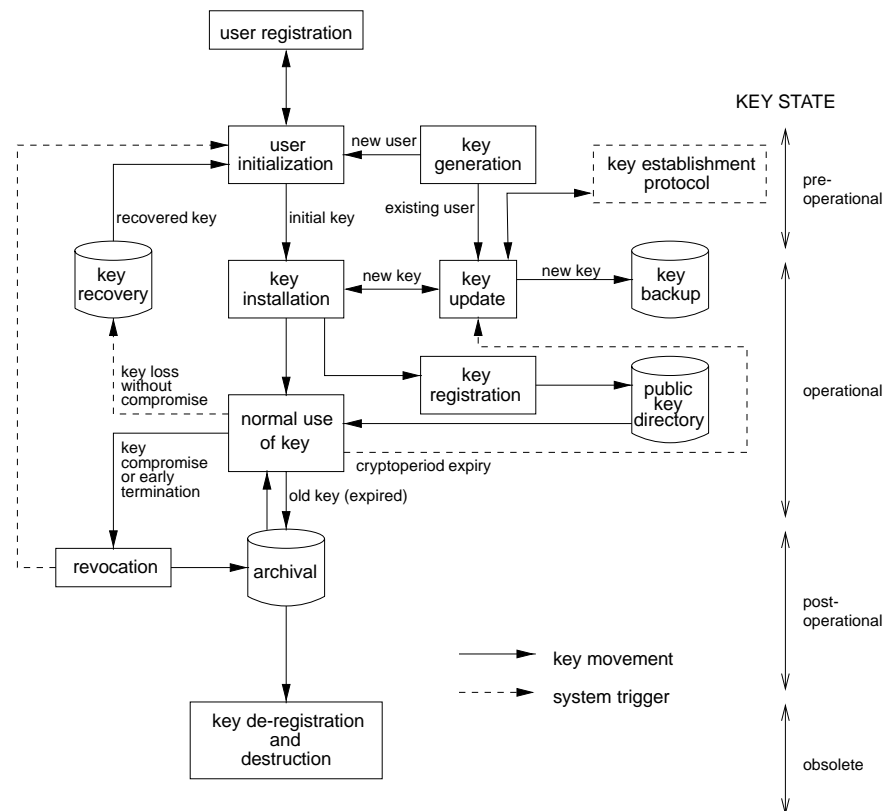 user registration
KEY STATE
user
initialization
new user
key
generation
key establishment
protocol
pre-
operational
recovered key
initial key
existing user
key
recovery
key
installation
new key
key
update
new key
key
backup
key loss
without
compromise
key
registration
public
key
directory
operational
normal use
of key
cryptoperiod expiry
key
compromise
or early
termination
old key (expired)
revocation
archival
post-
operational
key movement
system trigger
key de-registration
and
destruction
obsolete